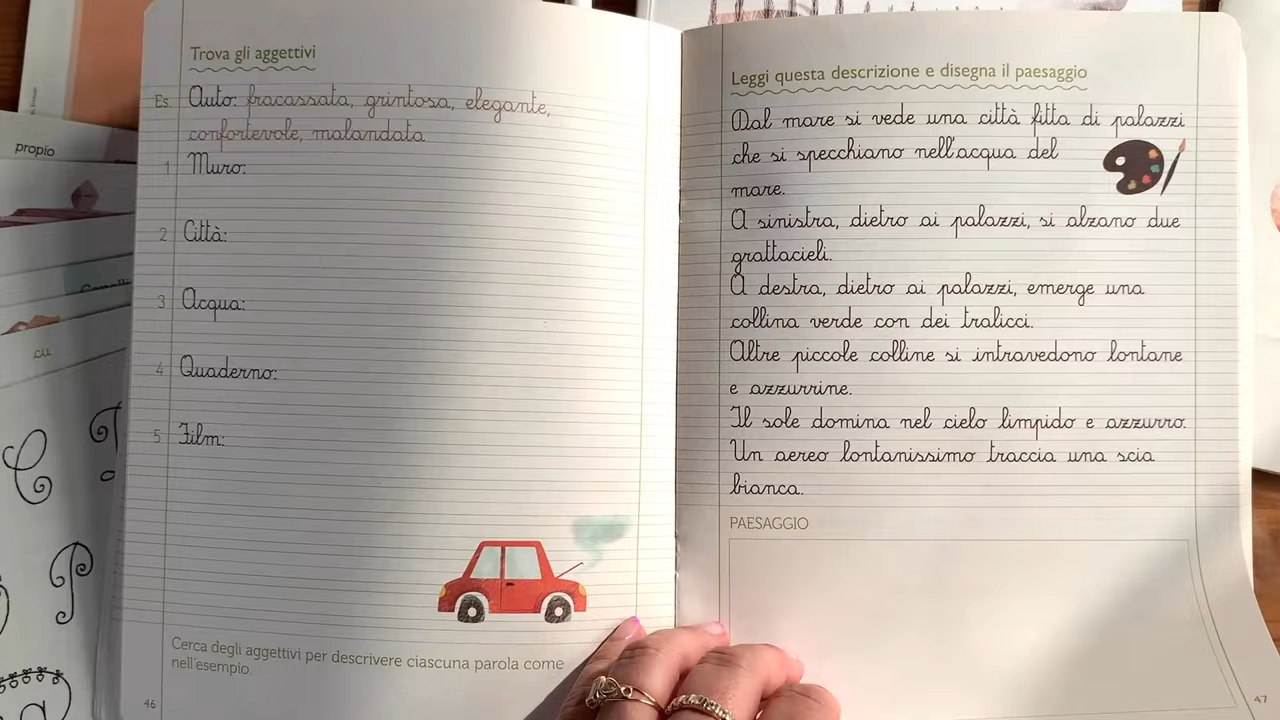 propio
cu
C
P
Trova gli aggettivi
Es. Auto: fracassata, grintosa, elegante,
confortevole, malandata
1 Muro:
2 Città:
3 Acqua:
4 Quaderno:
5 Film:
Cerca degli aggettivi per descrivere ciascuna parola come
nell'esempio.
46
Leggi questa descrizione e disegna il paesaggio
Dal mare si vede una città fitta di palazzi
che si specchiano nell'acqua del
mare.
A sinistra, dietro ai palazzi, si alzano due
grattacieli.
A destra, dietro ai palazzi, emerge una
collina verde con dei tralicci.
Altre piccole colline si intravedono lontane
e azzurrine.
Il sole domina nel cielo limpido e azzurro.
Un aereo lontanissimo traccia una scia
bianca.
PAESAGGIO
47